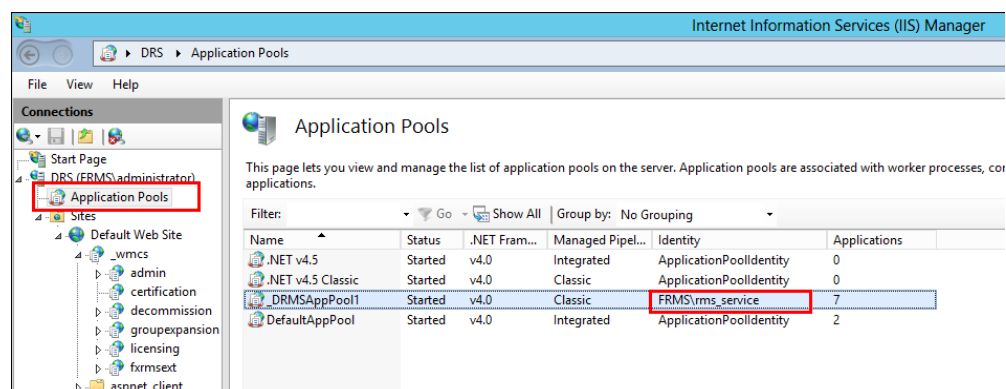 Internet Information Services (IIS) Manager
DRS Application Pools
File View Help
Connections
Start Page
DRS (FRMS\administrator)
Application Pools
Sites
Default Web Site
_wmcs
admin
certification
decommission
groupexpansion
licensing
fxrmsext
aspnet_client
Application Pools
This page lets you view and manage the list of application pools on the server. Application pools are associated with worker processes, con
applications.
Filter: Go Show All Group by: No Grouping
Name Status .NET Fram... Managed Pipel... Identity Applications
.NET v4.5 Started v4.0 Integrated ApplicationPoolIdentity 0
.NET v4.5 Classic Started v4.0 Classic ApplicationPoolIdentity 0
_DRMSAppPool1 Started v4.0 Classic FRMS\rms_service 7
DefaultAppPool Started v4.0 Integrated ApplicationPoolIdentity 2